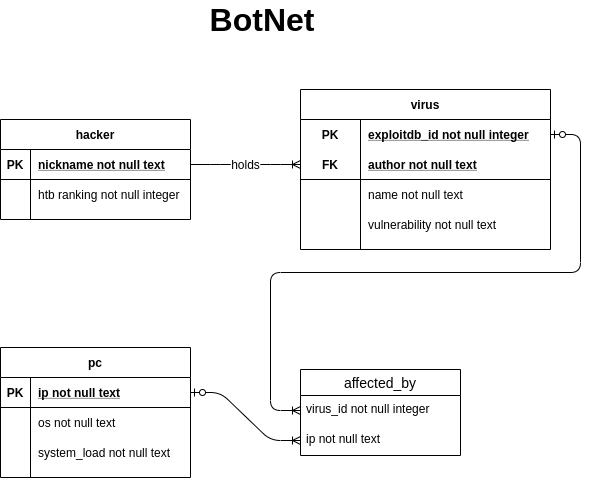 BotNet
hacker
PK nickname not null text
htb ranking not null integer
holds
virus
PK exploitdb_id not null integer
FK author not null text
name not null text
vulnerability not null text
pc
PK ip not null text
os not null text
system_load not null text
affected_by
virus_id not null integer
ip not null text